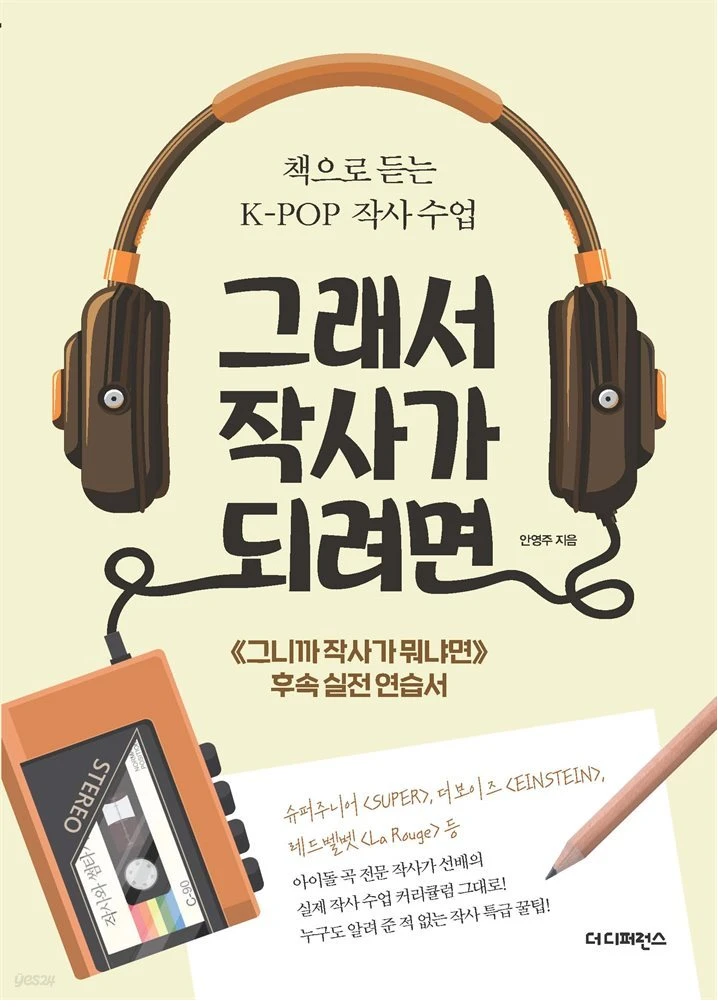 책으로 듣는
K-POP 작사 수업
그래서
작사가
되려면
안영주 지음
《그니까 작사가 뭐냐면》
후속 실전 연습서
슈퍼주니어 <SUPER>, 더보이즈 <EINSTEIN>,
레드벨벳 <La Rouge> 등
아이돌 곡 전문 작사가 선배의
실제 작사 수업 커리큘럼 그대로!
누구도 알려 준 적 없는 작사 특급 꿀팁!
더디퍼런스
STEREO
NORMAL
POSITION
C-90
yes24